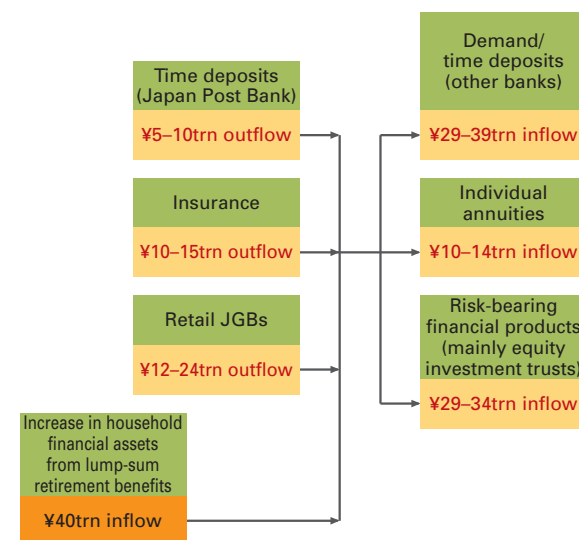 Time deposits
(Japan Post Bank)
¥5–10trn outflow
Insurance
¥10–15trn outflow
Retail JGBs
¥12–24trn outflow
Increase in household
financial assets
from lump-sum
retirement benefits
¥40trn inflow
Demand/
time deposits
(other banks)
¥29–39trn inflow
Individual
annuities
¥10–14trn inflow
Risk-bearing
financial products
(mainly equity
investment trusts)
¥29–34trn inflow